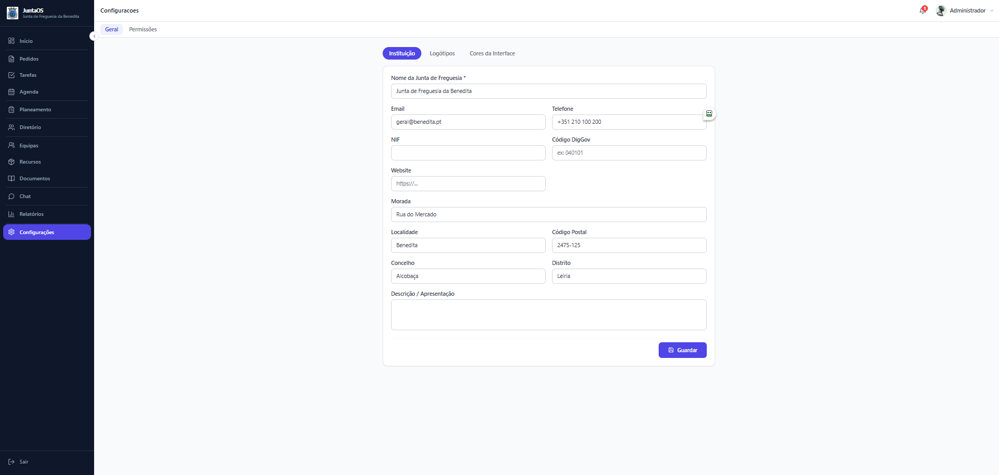 JuntaOS
Junta de Freguesia da Benedita
Configuracoes
1
Administrador
Geral
Permissões
Início
Pedidos
Tarefas
Agenda
Planeamento
Diretório
Equipas
Recursos
Documentos
Chat
Relatórios
Configurações
Sair
Instituição
Logótipos
Cores da Interface
Nome da Junta de Freguesia *
Junta de Freguesia da Benedita
Email
Telefone
geral@benedita.pt
+351 210 100 200
NIF
Código DigGov
ex: 040101
Website
https://...
Morada
Rua do Mercado
Localidade
Código Postal
Benedita
2475-125
Concelho
Distrito
Alcobaça
Leiria
Descrição / Apresentação
Guardar